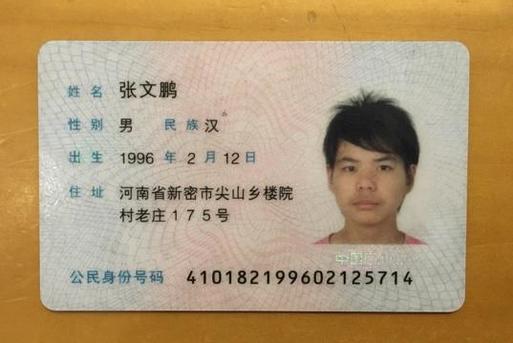 姓名 张文鹏
性别 男 民族 汉
出生 1996 年 2 月 12 日
住址 河南省新密市尖山乡楼院
村老庄175号
公民身份号码 410182199602125714